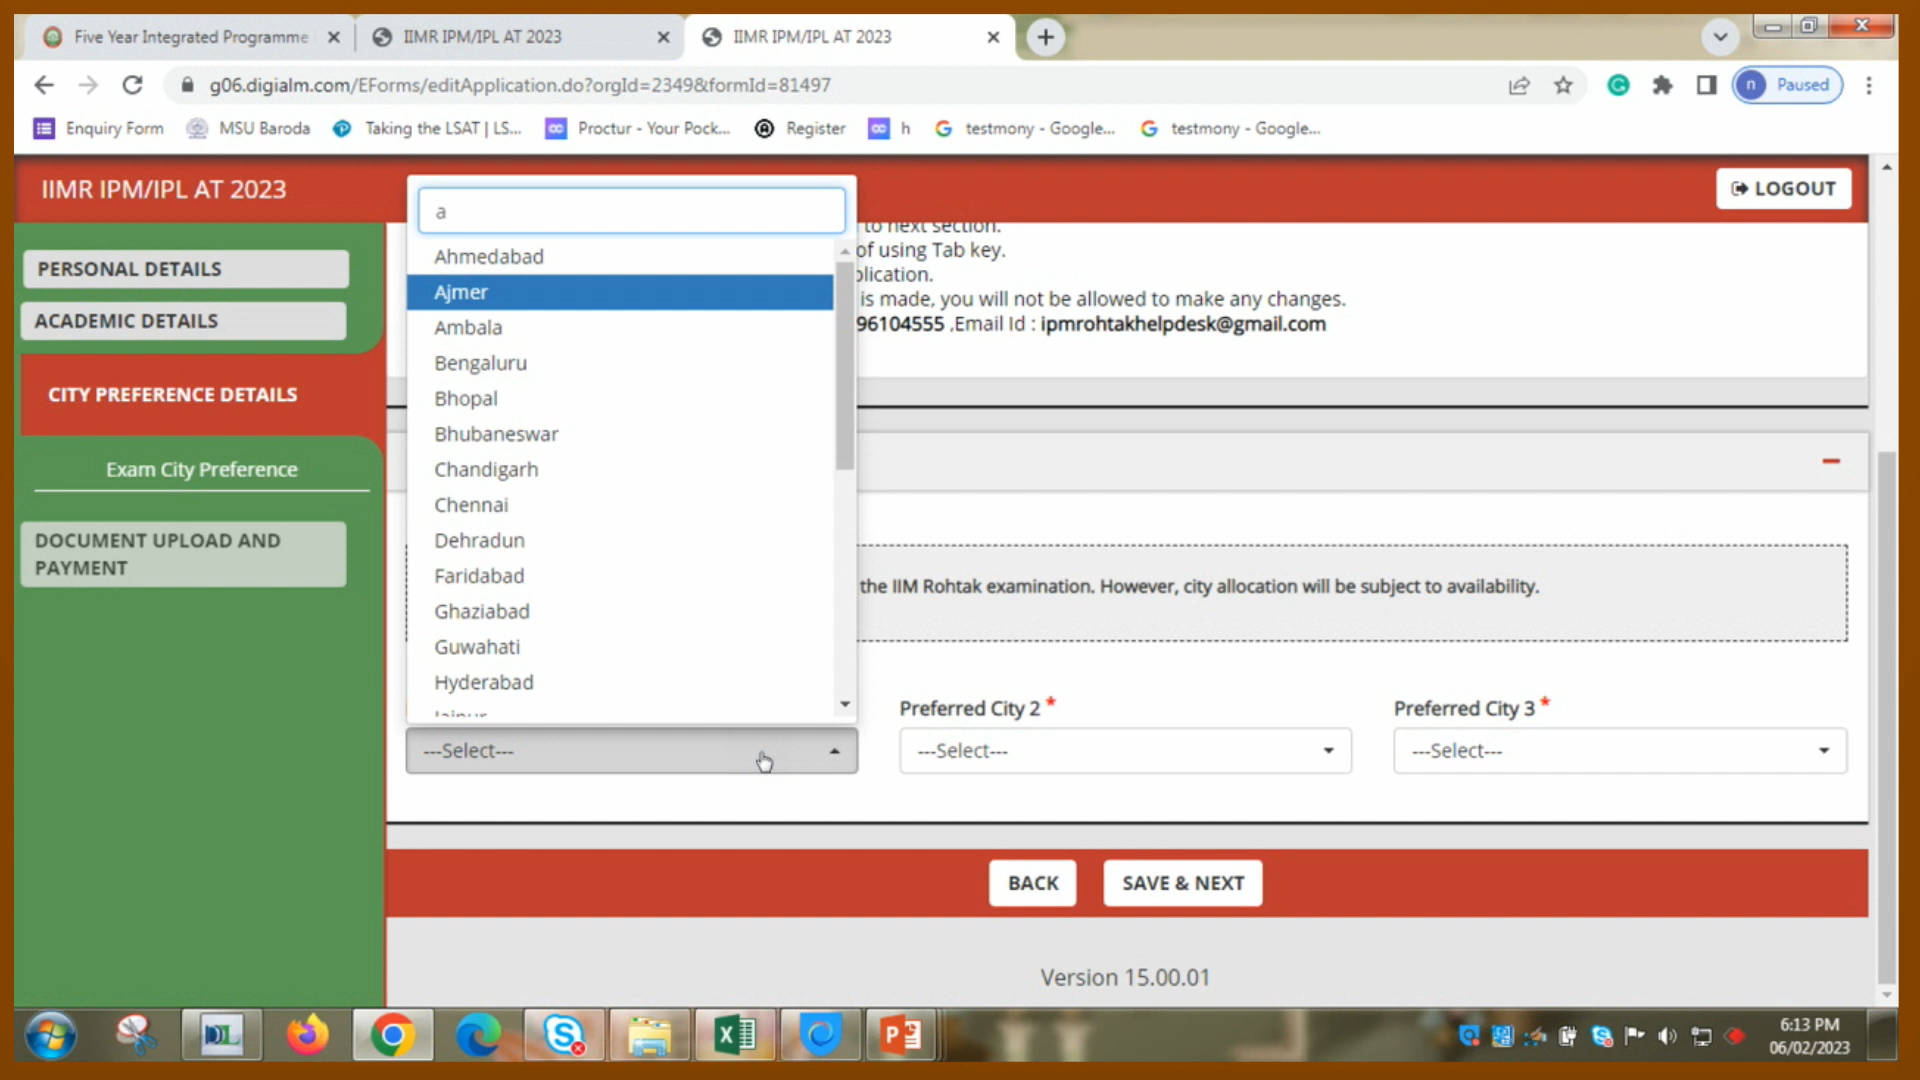 Five Year Integrated Programme
IIMR IPM/IPL AT 2023
IIMR IPM/IPL AT 2023
g06.digialm.com/EForms/editApplication.do?orgId=2349&formId=81497
n Paused
Enquiry Form
MSU Baroda
Taking the LSAT | LS...
Proctur - Your Pock...
Register
h
testmony - Google...
testmony - Google...
IIMR IPM/IPL AT 2023
LOGOUT
PERSONAL DETAILS
ACADEMIC DETAILS
CITY PREFERENCE DETAILS
Exam City Preference
DOCUMENT UPLOAD AND
PAYMENT
a
Ahmedabad
Ajmer
Ambala
Bengaluru
Bhopal
Bhubaneswar
Chandigarh
Chennai
Dehradun
Faridabad
Ghaziabad
Guwahati
Hyderabad
Jaipur
to next section.
of using Tab key.
plication.
is made, you will not be allowed to make any changes.
96104555 ,Email Id : ipmrohtakhelpdesk@gmail.com
the IIM Rohtak examination. However, city allocation will be subject to availability.
Preferred City 2 *
Preferred City 3 *
---Select---
---Select---
---Select---
BACK
SAVE & NEXT
Version 15.00.01
DL
6:13 PM
06/02/2023